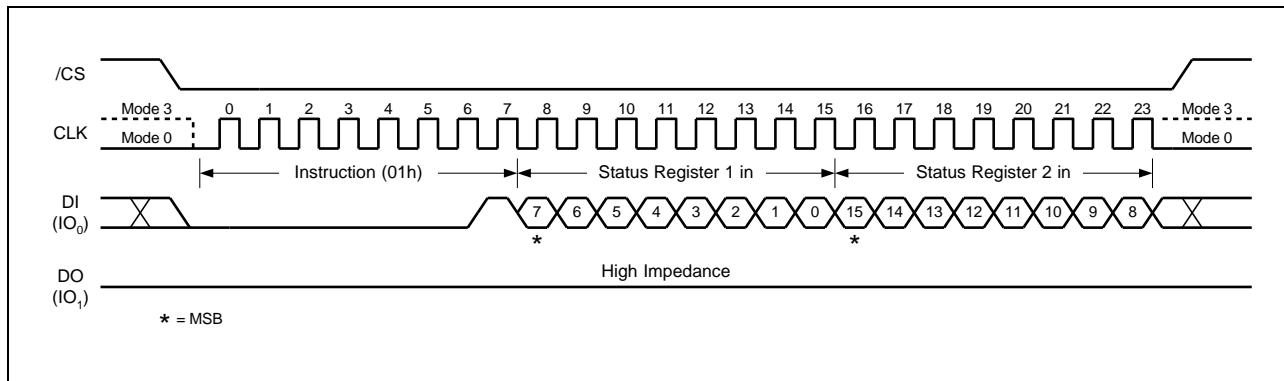 /CS
Mode 3 0 1 2 3 4 5 6 7 8 9 10 11 12 13 14 15 16 17 18 19 20 21 22 23 Mode 3
CLK Mode 0 Mode 0
Instruction (01h) Status Register 1 in Status Register 2 in
DI
(IO0) 7 6 5 4 3 2 1 0 15 14 13 12 11 10 9 8
* *
High Impedance
DO
(IO1)
* = MSB